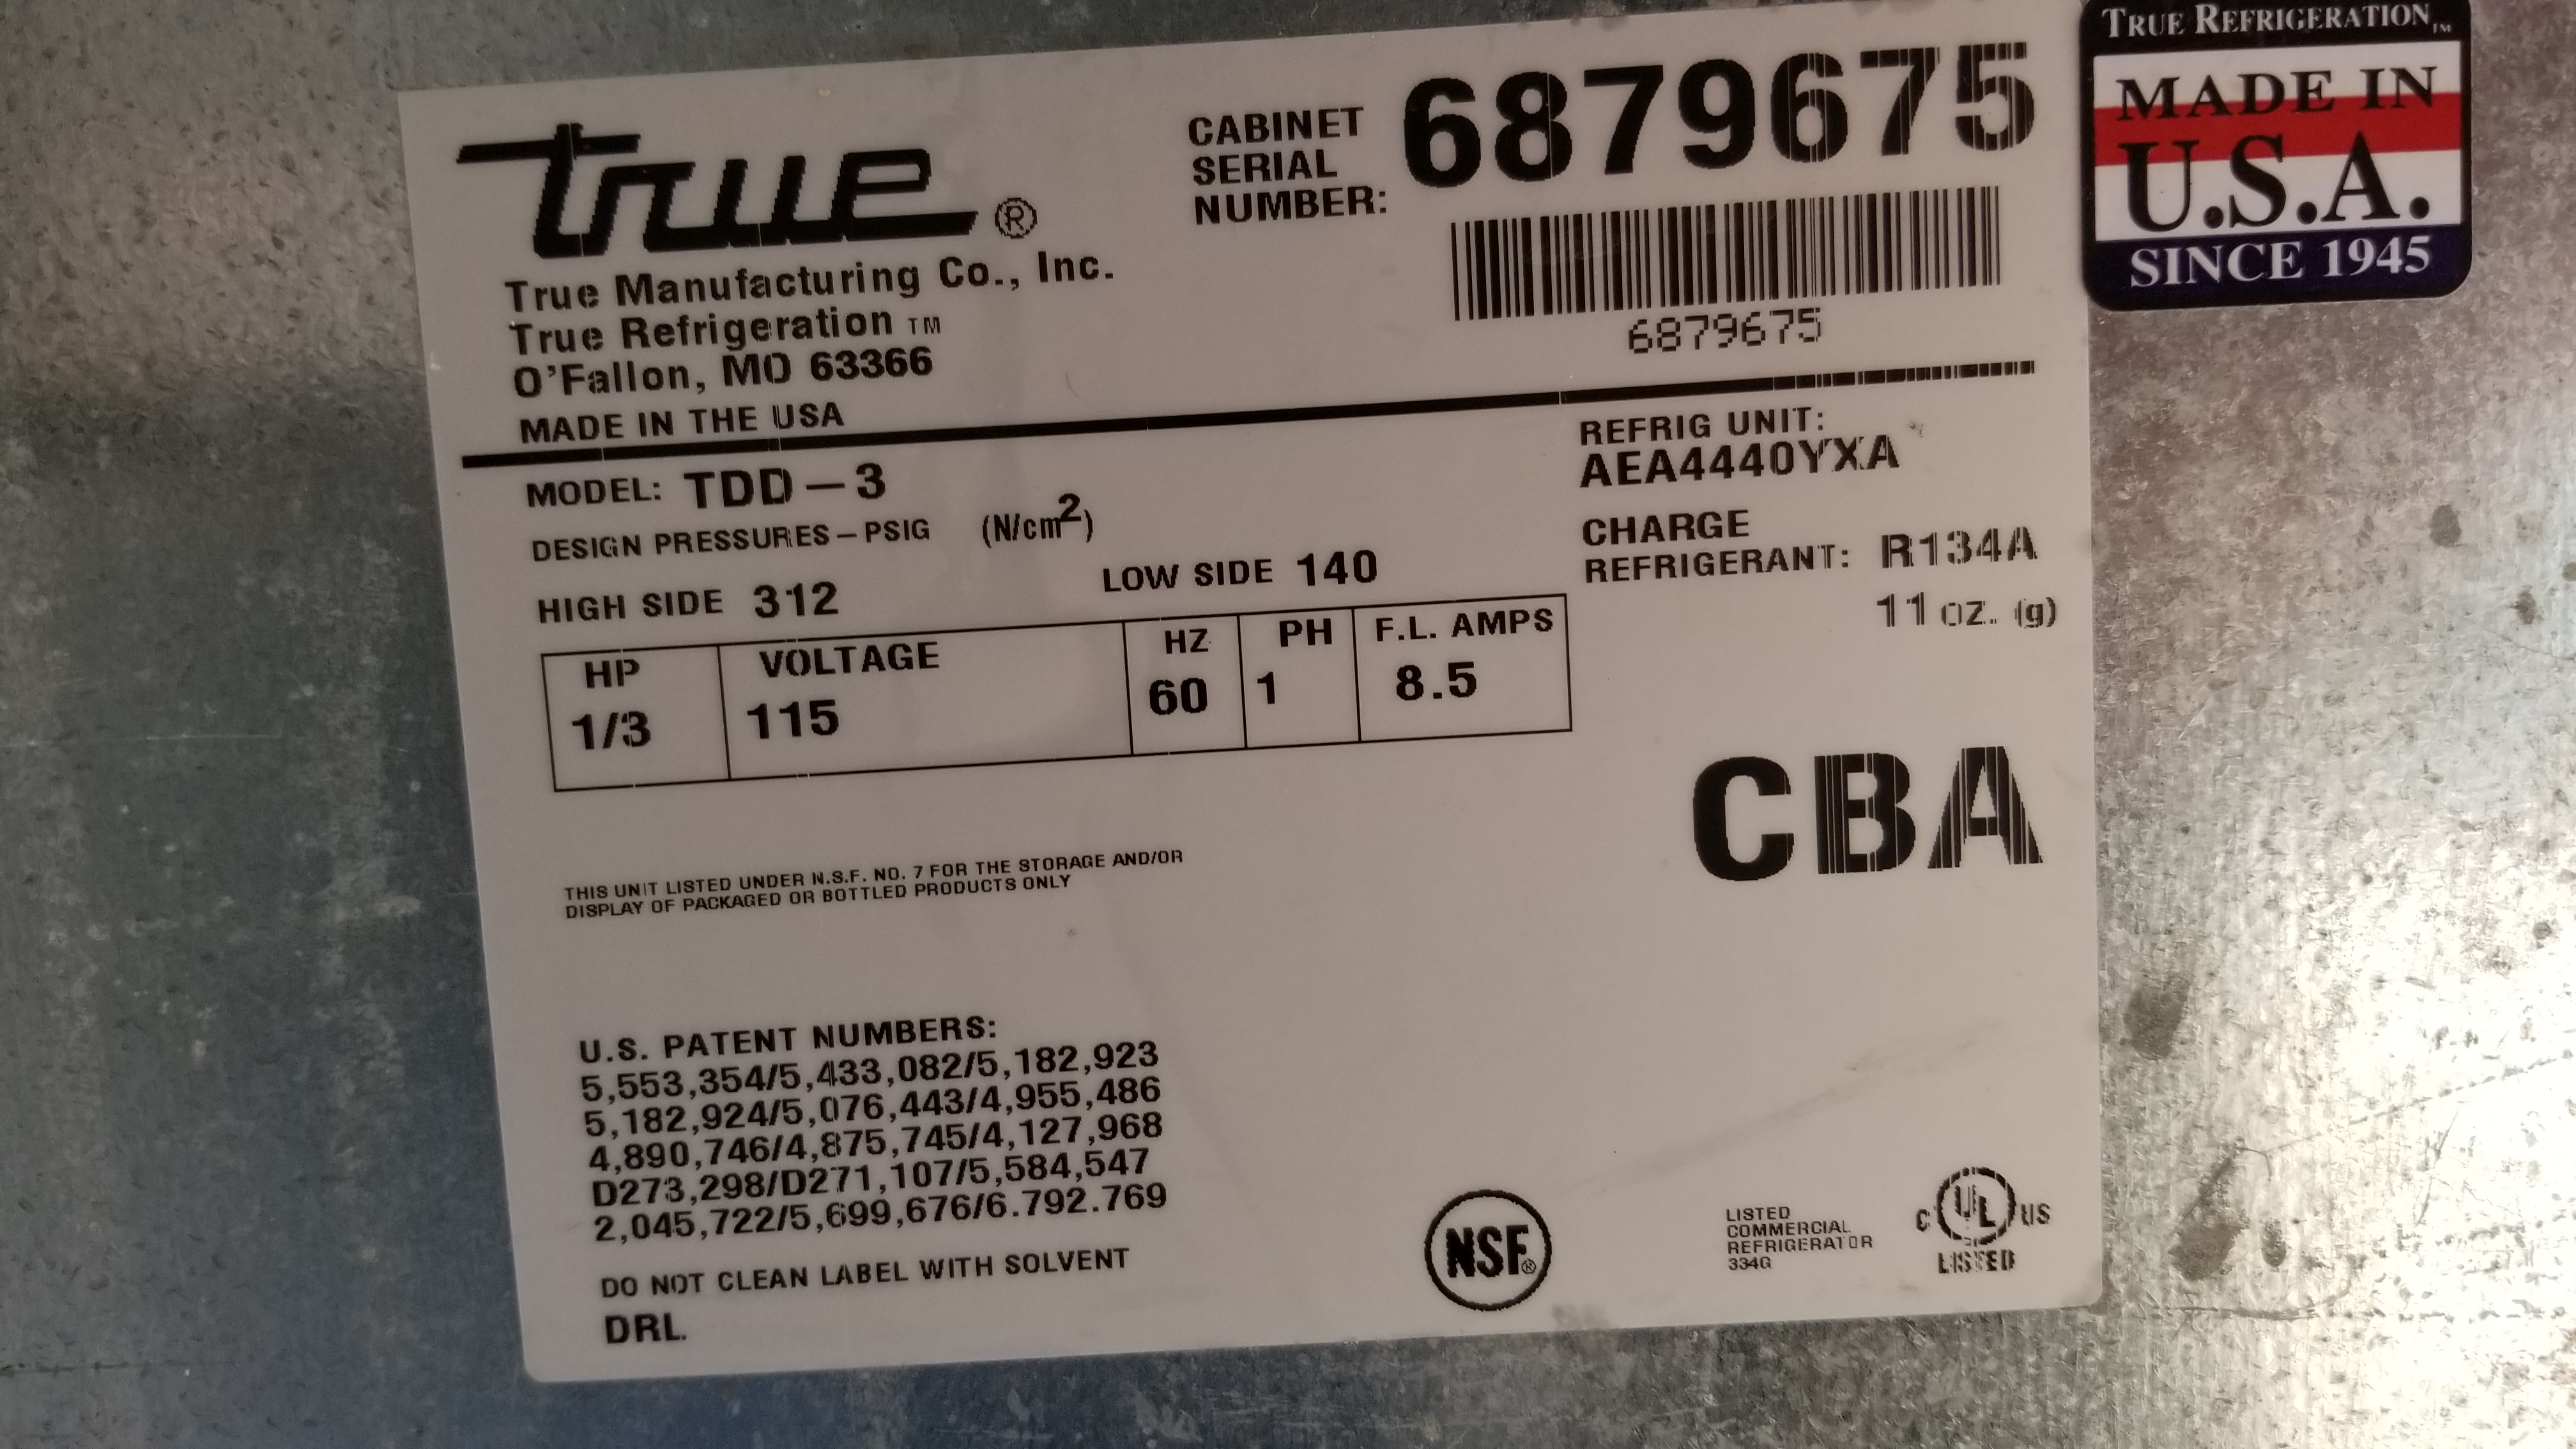 true®
True Manufacturing Co., Inc.
True Refrigeration TM
O'Fallon, MO 63366
MADE IN THE USA
CABINET
SERIAL
NUMBER: 6879675
6879675
TRUE REFRIGERATION™
MADE IN
U.S.A.
SINCE 1945
MODEL: TDD-3
DESIGN PRESSURES-PSIG (N/cm²)
HIGH SIDE 312 LOW SIDE 140
REFRIG UNIT:
AEA4440YXA
CHARGE
REFRIGERANT: R134A
11 oz. (g)
HP VOLTAGE HZ PH F.L. AMPS
1/3 115 60 1 8.5
CBA
THIS UNIT LISTED UNDER N.S.F. NO. 7 FOR THE STORAGE AND/OR
DISPLAY OF PACKAGED OR BOTTLED PRODUCTS ONLY
U.S. PATENT NUMBERS:
5,553,354/5,433,082/5,182,923
5,182,924/5,076,443/4,955,486
4,890,746/4,875,745/4,127,968
D273,298/D271,107/5,584,547
2,045,722/5,699,676/6.792.769
DO NOT CLEAN LABEL WITH SOLVENT
DRL
NSF®
LISTED
COMMERCIAL
REFRIGERATOR
334G
C UL US
LISTED